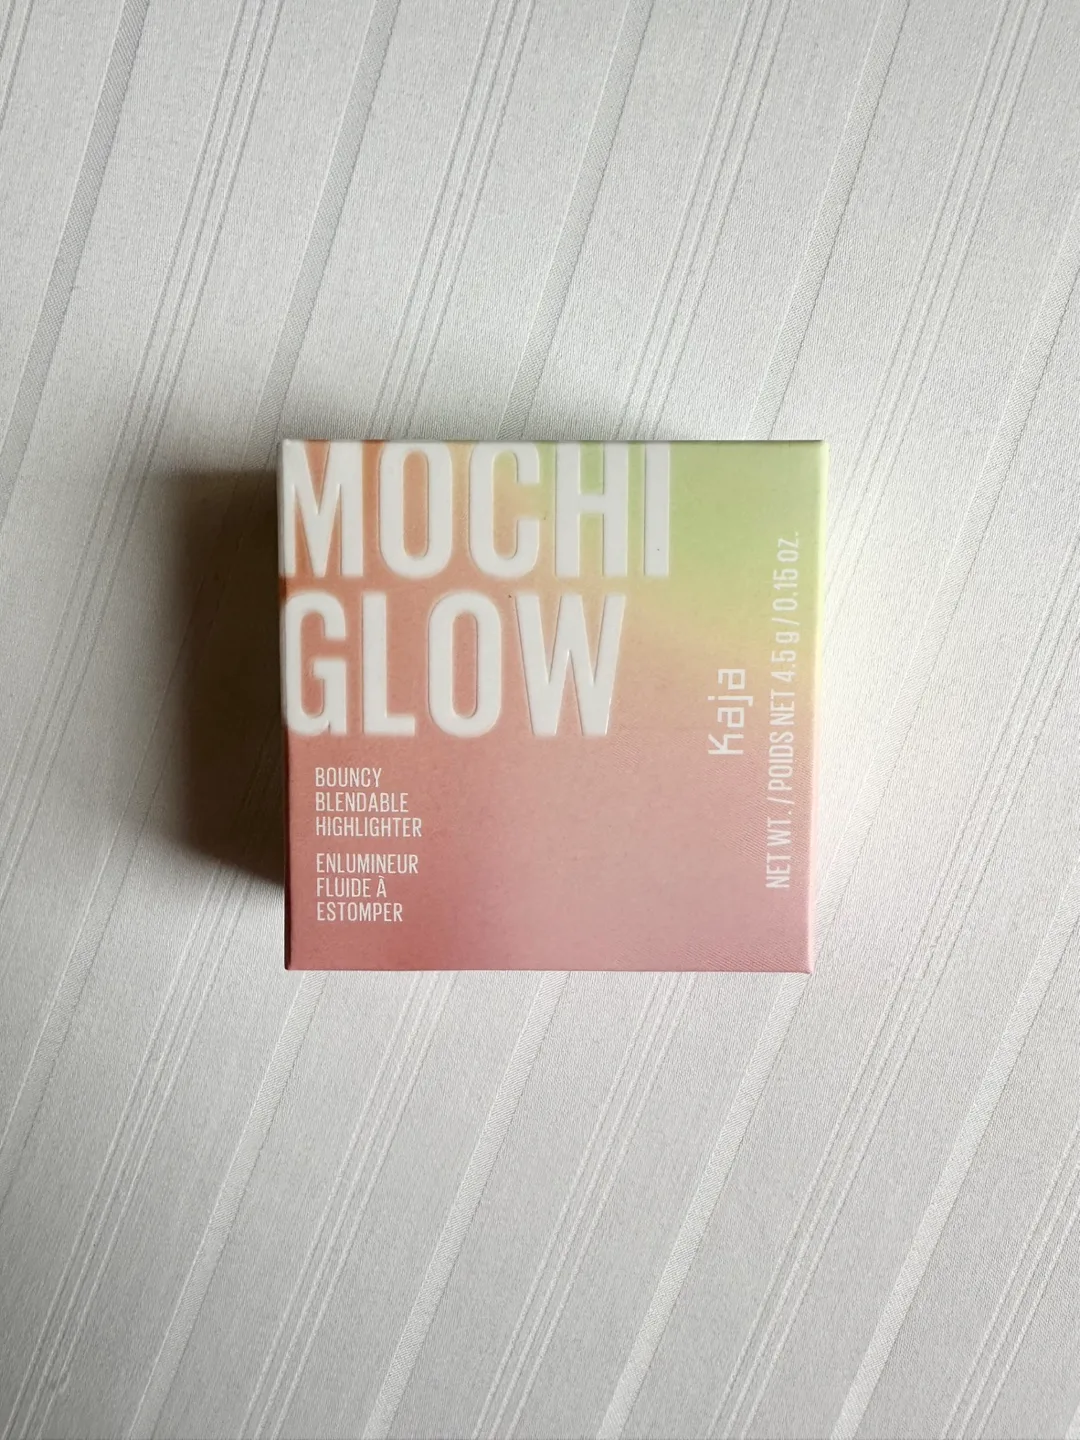 MOCHI
GLOW
BOUNCY
BLENDABLE
HIGHLIGHTER
ENLUMINEUR
FLUIDE À
ESTOMPER
Kaja
NET WT. / POIDS NET 4.5 g / 0.15 oz.